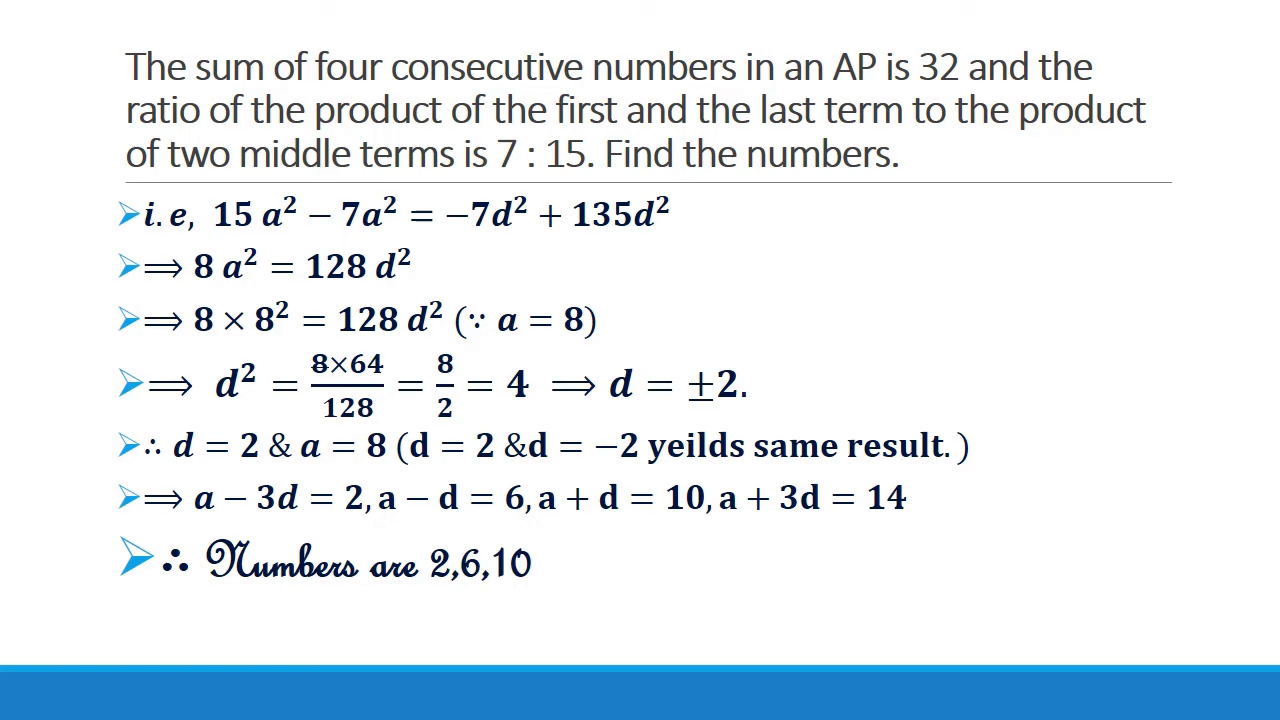 The sum of four consecutive numbers in an AP is 32 and the
ratio of the product of the first and the last term to the product
of two middle terms is 7 : 15. Find the numbers.
➢i.e, 15 a² − 7a² = −7d² + 135d²
➢⟹ 8 a² = 128 d²
➢⟹ 8 × 8² = 128 d² (∵ a = 8)
➢⟹ d² = 8×64/128 = 8/2 = 4 ⟹ d = ±2.
➢∴ d = 2 & a = 8 (d = 2 &d = −2 yeilds same result.)
➢⟹ a − 3d = 2, a − d = 6, a + d = 10, a + 3d = 14
➢∴ Numbers are 2,6,10